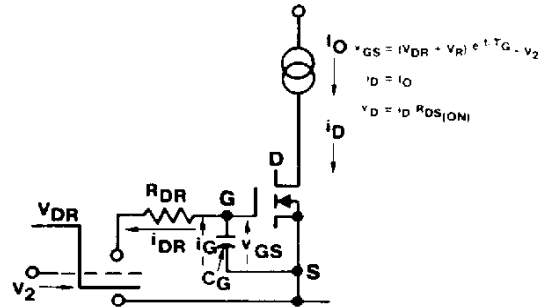 I_O v_GS = (V_DR + V_R) e t/T_G - V_2
i_D = I_O
v_D = i_D R_DS(ON)
i_D
D
R_DR
G
V_DR
i_DR
i_G
v_GS
C_G
S
V_2